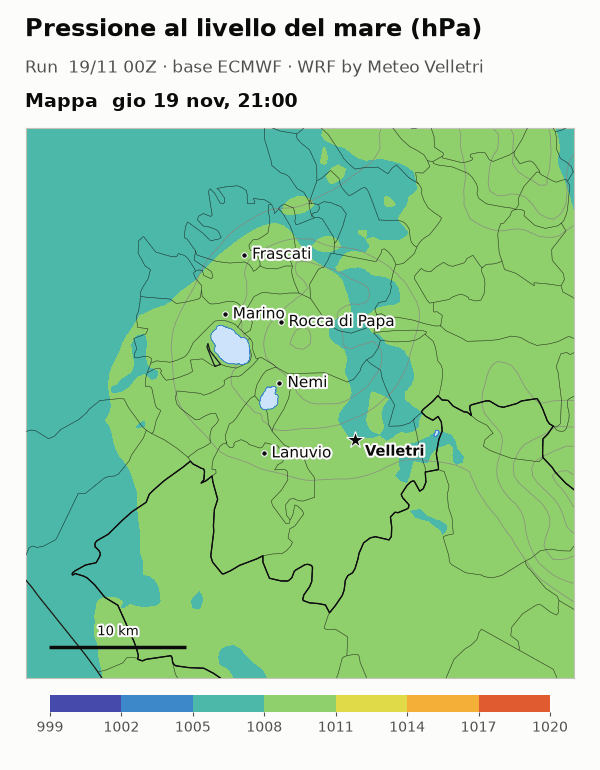 Pressione al livello del mare (hPa)
Run  19/11 00Z · base ECMWF · WRF by Meteo Velletri
Mappa  gio 19 nov, 21:00
Frascati
Marino
Rocca di Papa
Nemi
Velletri
Lanuvio
10 km
999 1002 1005 1008 1011 1014 1017 1020